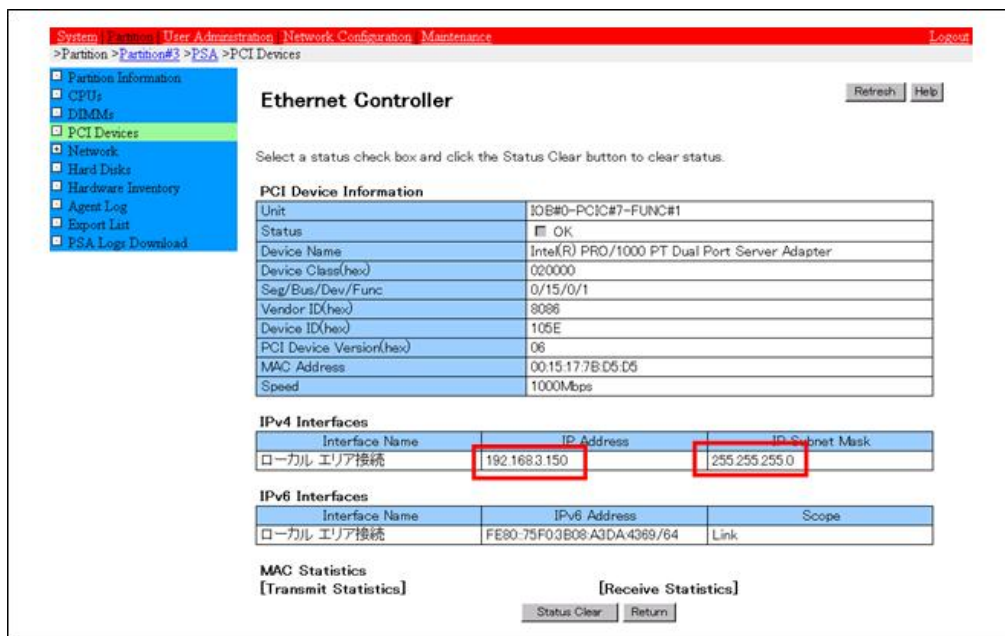 System | Partition | User Administration | Network Configuration | Maintenance Logout
>Partition >Partition#3 >PSA >PCI Devices
Partition Information
CPUs
DIMMs
PCI Devices
Network
Hard Disks
Hardware Inventory
Agent Log
Export List
PSA Logs Download
Ethernet Controller
Refresh Help
Select a status check box and click the Status Clear button to clear status.
PCI Device Information
Unit IOB#0-PCIC#7-FUNC#1
Status OK
Device Name Intel(R) PRO/1000 PT Dual Port Server Adapter
Device Class(hex) 020000
Seg/Bus/Dev/Func 0/15/0/1
Vendor ID(hex) 8086
Device ID(hex) 105E
PCI Device Version(hex) 06
MAC Address 00:15:17:7B:D5:D5
Speed 1000Mbps
IPv4 Interfaces
Interface Name IP Address IP Subnet Mask
ローカル エリア接続 192.168.3.150 255.255.255.0
IPv6 Interfaces
Interface Name IPv6 Address Scope
ローカル エリア接続 FE80::75F0:3B08:A3DA:4369/64 Link
MAC Statistics
[Transmit Statistics] [Receive Statistics]
Status Clear Return